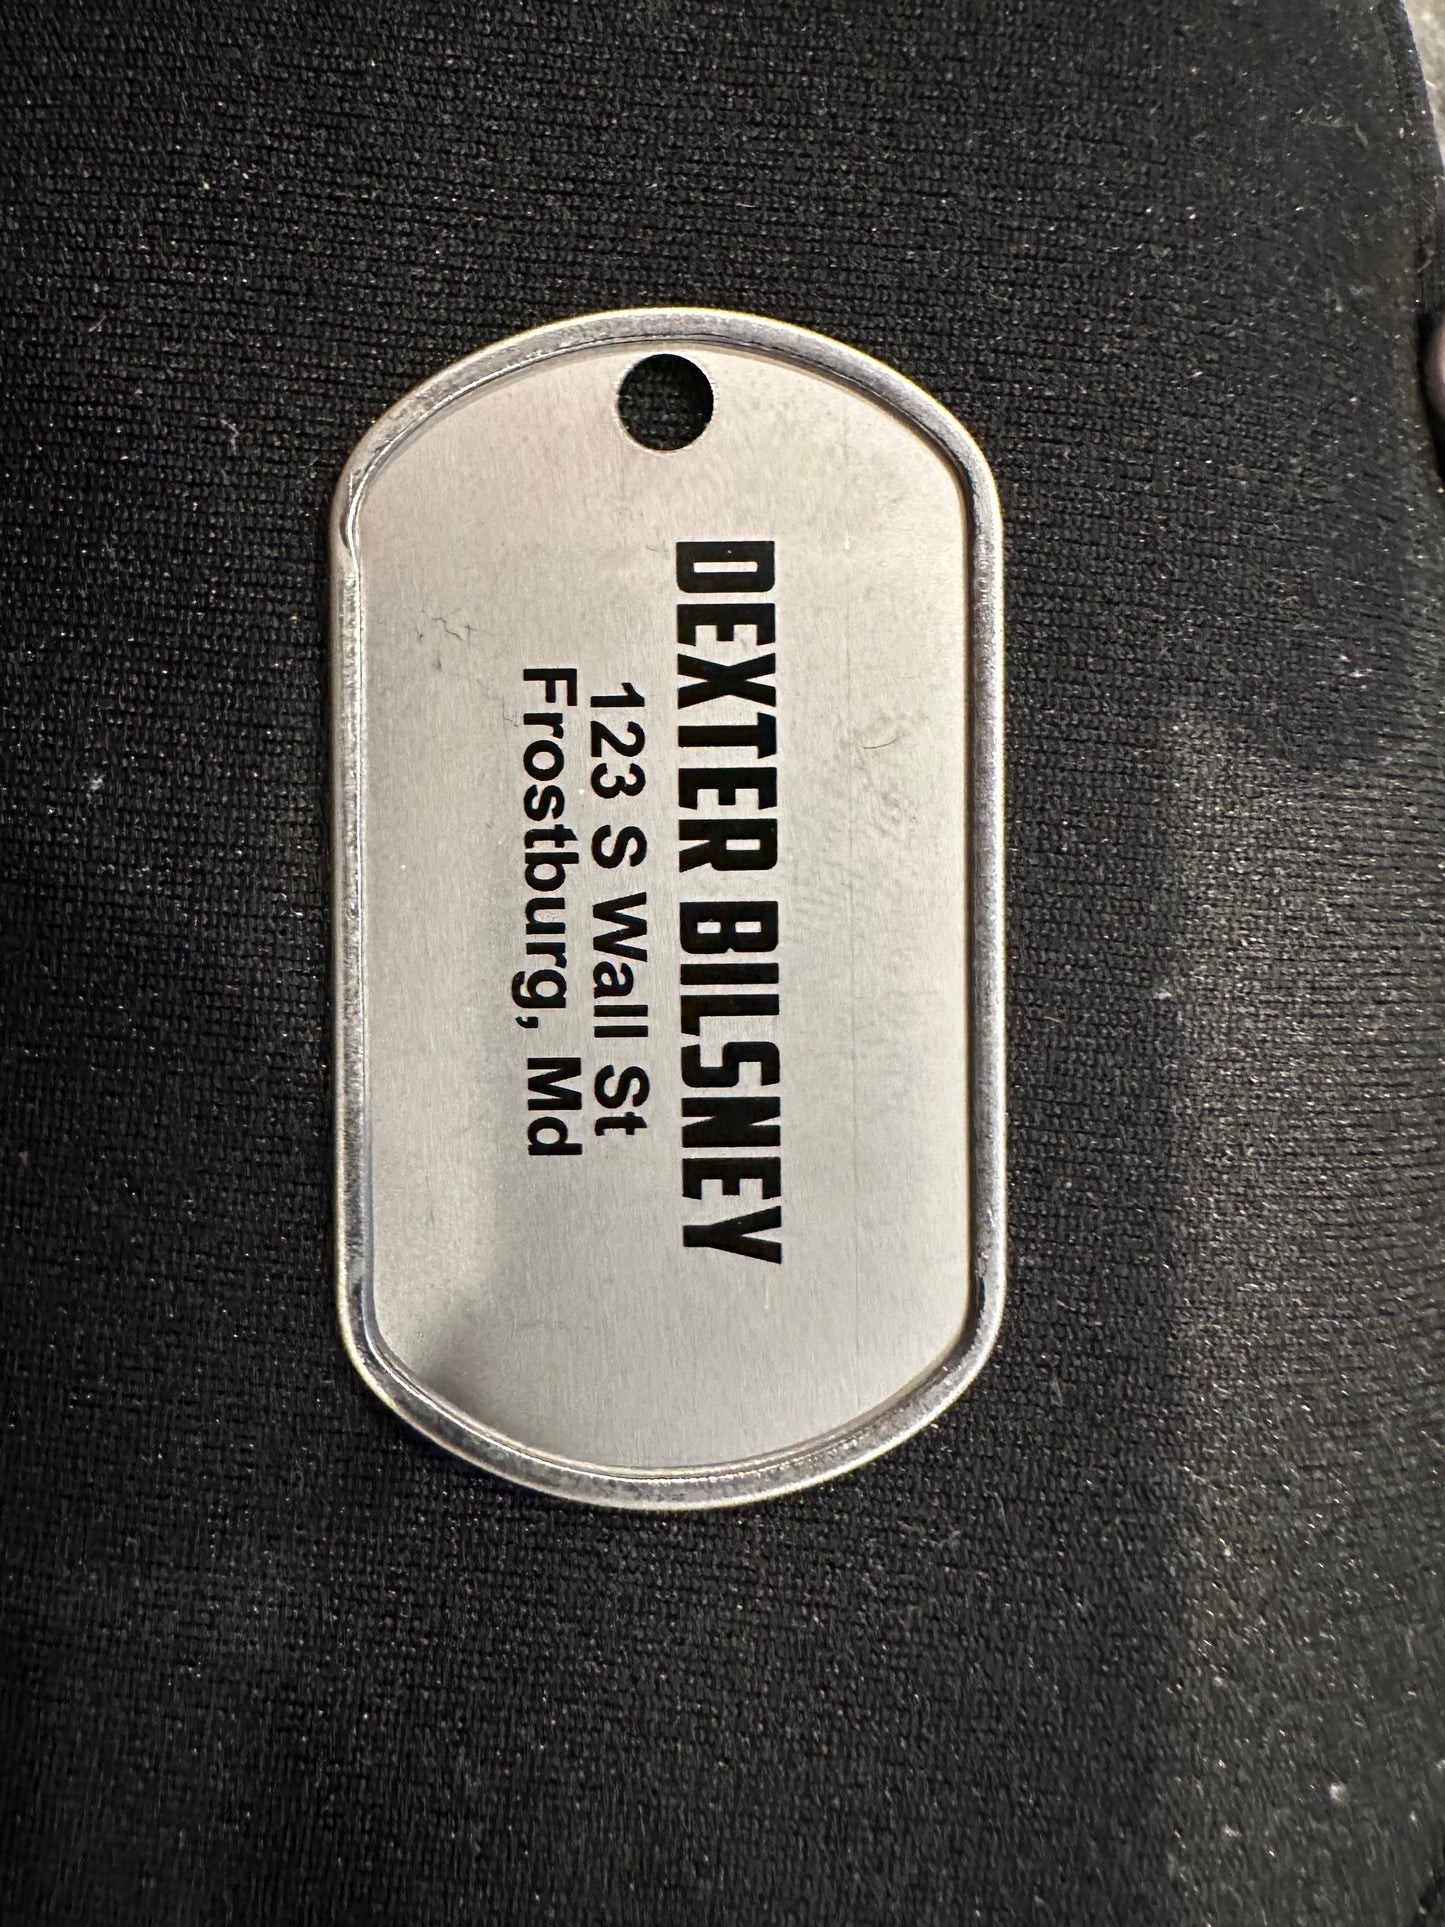 DEXTER BILSNEY
123 S Wall St
Frostburg, Md